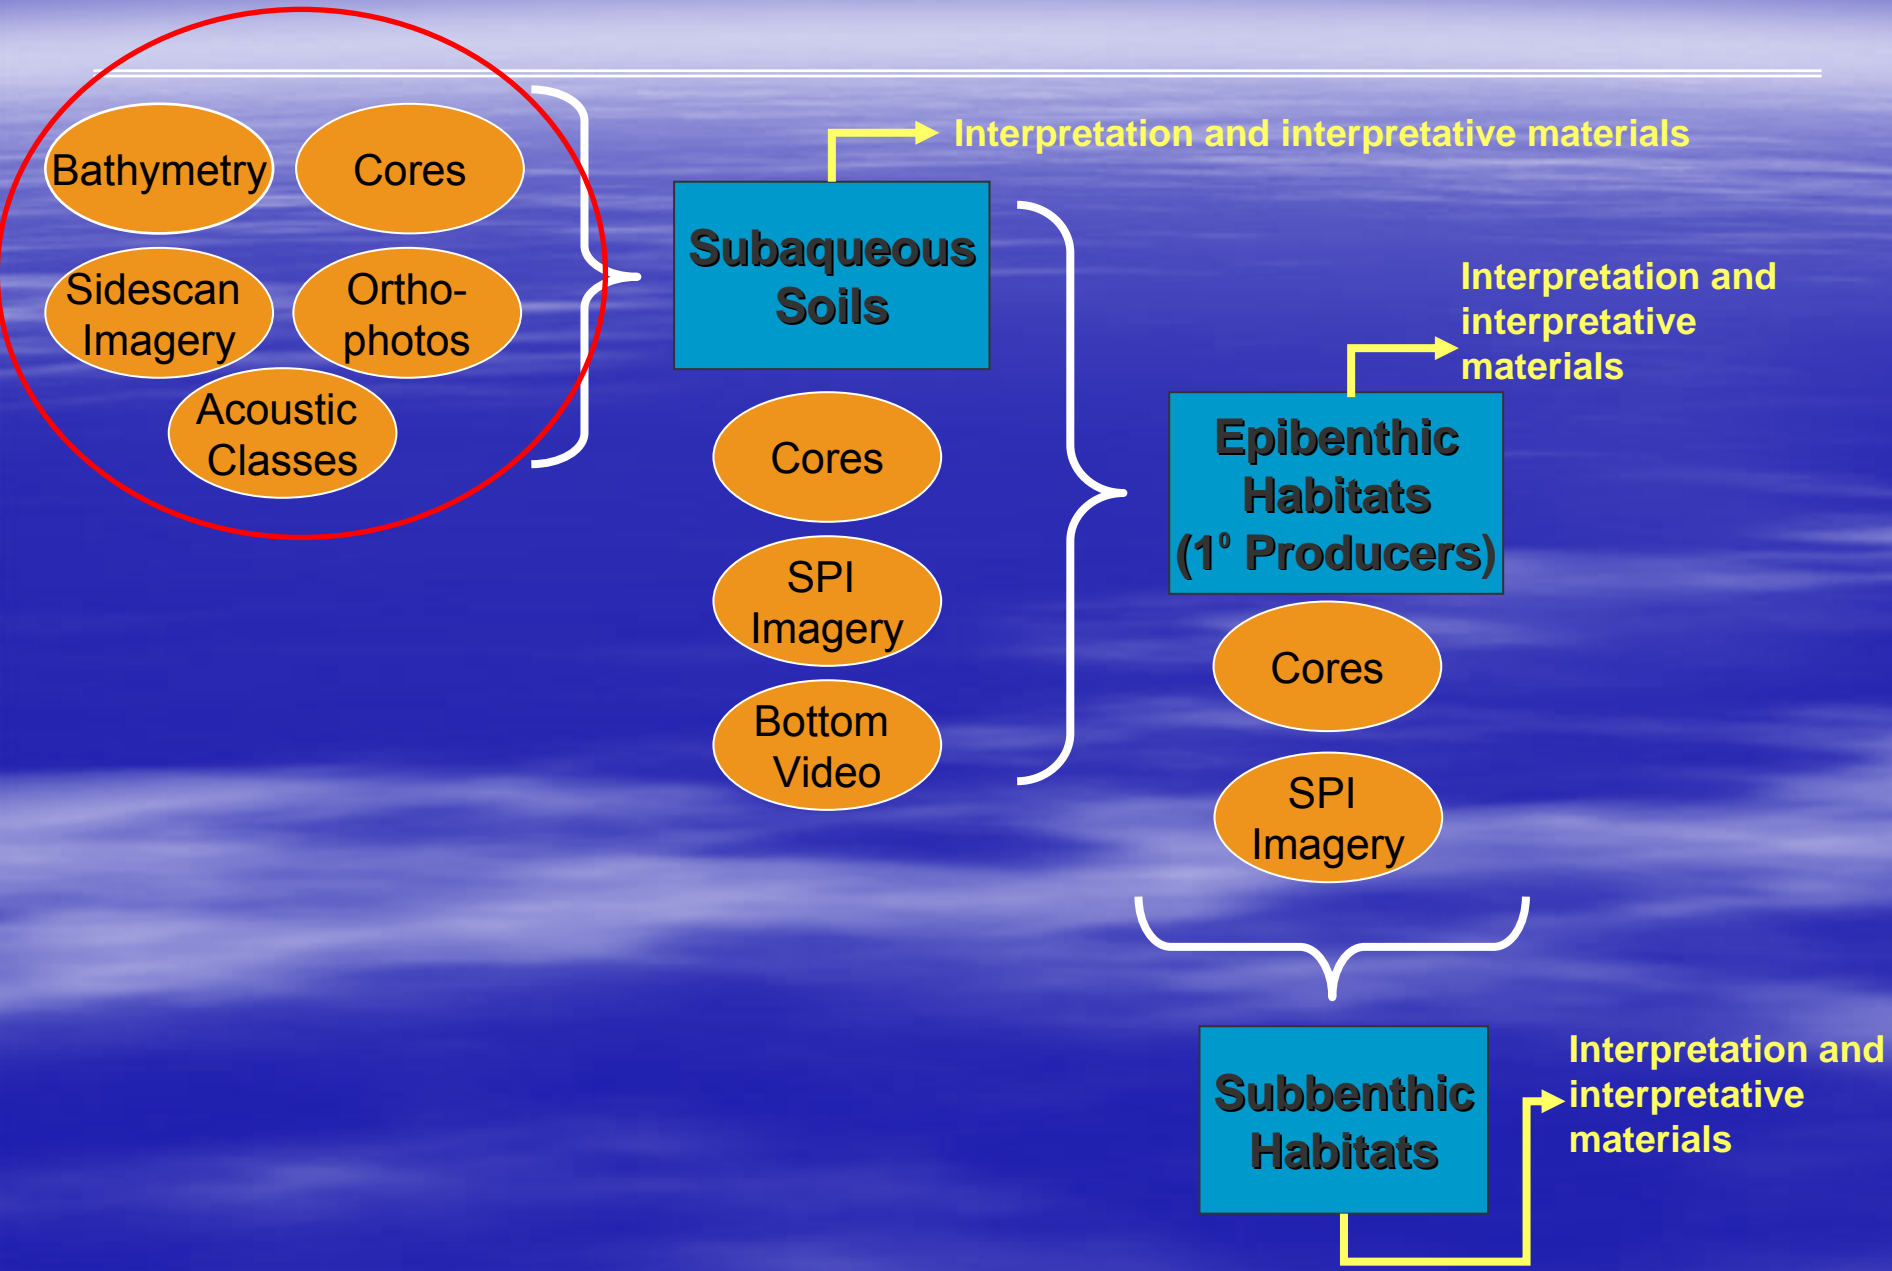 Bathymetry
Cores
Sidescan
Imagery
Ortho-
photos
Acoustic
Classes
Interpretation and interpretative materials
Subaqueous
Soils
Cores
SPI
Imagery
Bottom
Video
Interpretation and
interpretative
materials
Epibenthic
Habitats
(1⁰ Producers)
Cores
SPI
Imagery
Subbenthic
Habitats
Interpretation and
interpretative
materials